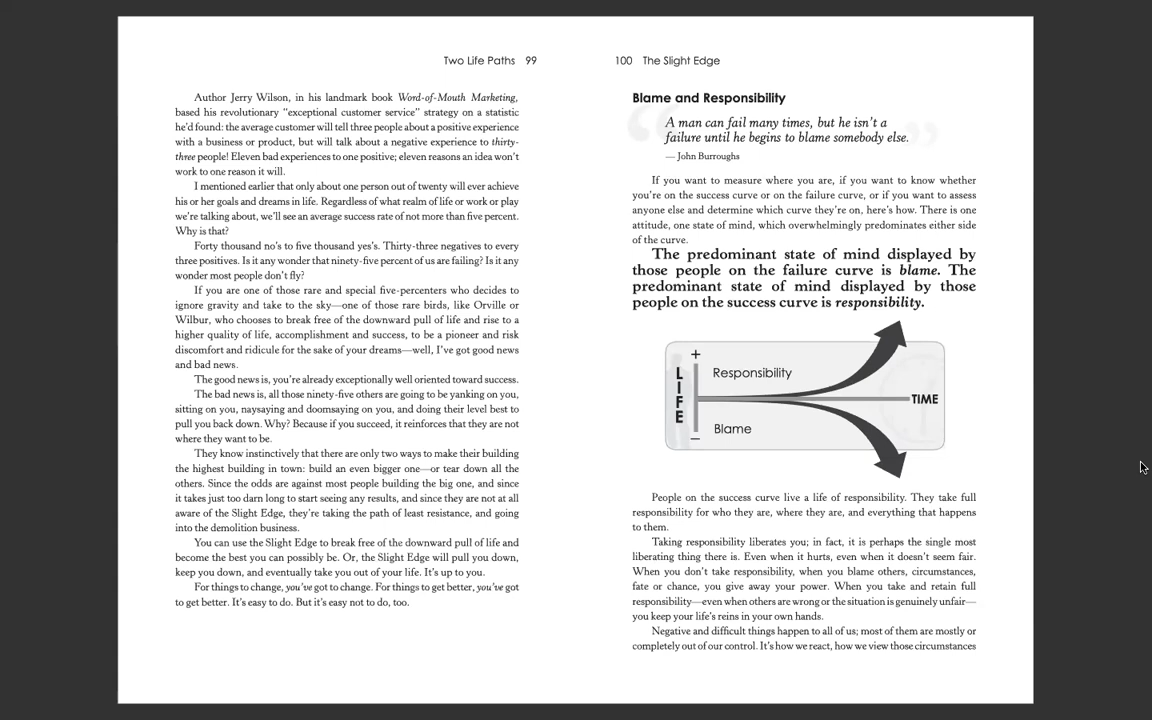 Two Life Paths 99
Author Jerry Wilson, in his landmark book Word-of-Mouth Marketing,
based his revolutionary “exceptional customer service” strategy on a statistic
he’d found: the average customer will tell three people about a positive experience
with a business or product, but will talk about a negative experience to thirty-
three people! Eleven bad experiences to one positive; eleven reasons an idea won’t
work to one reason it will.
I mentioned earlier that only about one person out of twenty will ever achieve
his or her goals and dreams in life. Regardless of what realm of life or work or play
we’re talking about, we’ll see an average success rate of not more than five percent.
Why is that?
Forty thousand no’s to five thousand yes’s. Thirty-three negatives to every
three positives. Is it any wonder that ninety-five percent of us are failing? Is it any
wonder most people don’t fly?
If you are one of those rare and special five-percenters who decides to
ignore gravity and take to the sky—one of those rare birds, like Orville or
Wilbur, who chooses to break free of the downward pull of life and rise to a
higher quality of life, accomplishment and success, to be a pioneer and risk
discomfort and ridicule for the sake of your dreams—well, I’ve got good news
and bad news.
The good news is, you’re already exceptionally well oriented toward success.
The bad news is, all those ninety-five others are going to be yanking on you,
sitting on you, naysaying and doomsaying on you, and doing their level best to
pull you back down. Why? Because if you succeed, it reinforces that they are not
where they want to be.
They know instinctively that there are only two ways to make their building
the highest building in town: build an even bigger one—or tear down all the
others. Since the odds are against most people building the big one, and since
it takes just too darn long to start seeing any results, and since they are not at all
aware of the Slight Edge, they’re taking the path of least resistance, and going
into the demolition business.
You can use the Slight Edge to break free of the downward pull of life and
become the best you can possibly be. Or, the Slight Edge will pull you down,
keep you down, and eventually take you out of your life. It’s up to you.
For things to change, you’ve got to change. For things to get better, you’ve got
to get better. It’s easy to do. But it’s easy not to do, too.
100 The Slight Edge
Blame and Responsibility
“A man can fail many times, but he isn’t a
failure until he begins to blame somebody else.”
— John Burroughs
If you want to measure where you are, if you want to know whether
you’re on the success curve or on the failure curve, or if you want to assess
anyone else and determine which curve they’re on, here’s how. There is one
attitude, one state of mind, which overwhelmingly predominates either side
of the curve.
The predominant state of mind displayed by
those people on the failure curve is blame. The
predominant state of mind displayed by those
people on the success curve is responsibility.
+
LIFE
Responsibility
TIME
Blame
–
People on the success curve live a life of responsibility. They take full
responsibility for who they are, where they are, and everything that happens
to them.
Taking responsibility liberates you; in fact, it is perhaps the single most
liberating thing there is. Even when it hurts, even when it doesn’t seem fair.
When you don’t take responsibility, when you blame others, circumstances,
fate or chance, you give away your power. When you take and retain full
responsibility—even when others are wrong or the situation is genuinely unfair—
you keep your life’s reins in your own hands.
Negative and difficult things happen to all of us; most of them are mostly or
completely out of our control. It’s how we react, how we view those circumstances